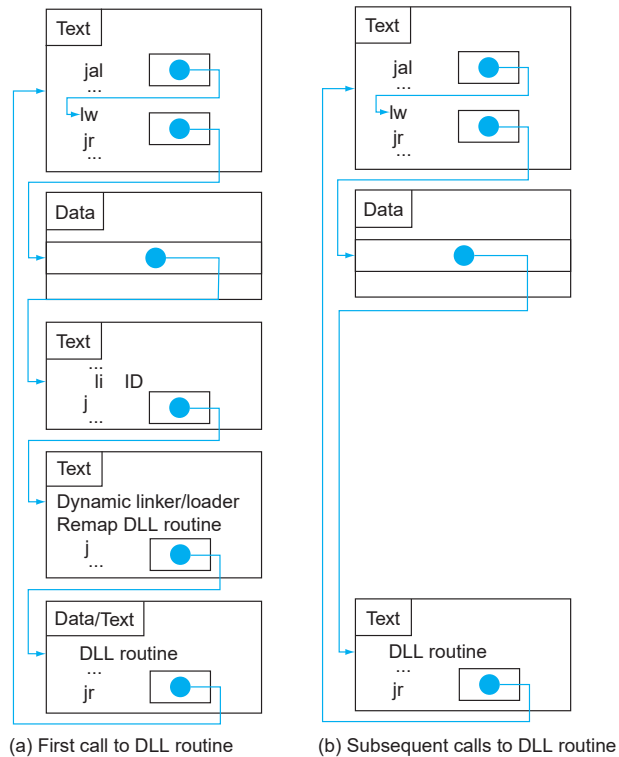 Text
jal
...
lw
jr
...
Data
Text
...
li ID
j
...
Text
Dynamic linker/loader
Remap DLL routine
j
...
Data/Text
DLL routine
...
jr
(a) First call to DLL routine
Text
jal
...
lw
jr
...
Data
Text
DLL routine
...
jr
(b) Subsequent calls to DLL routine